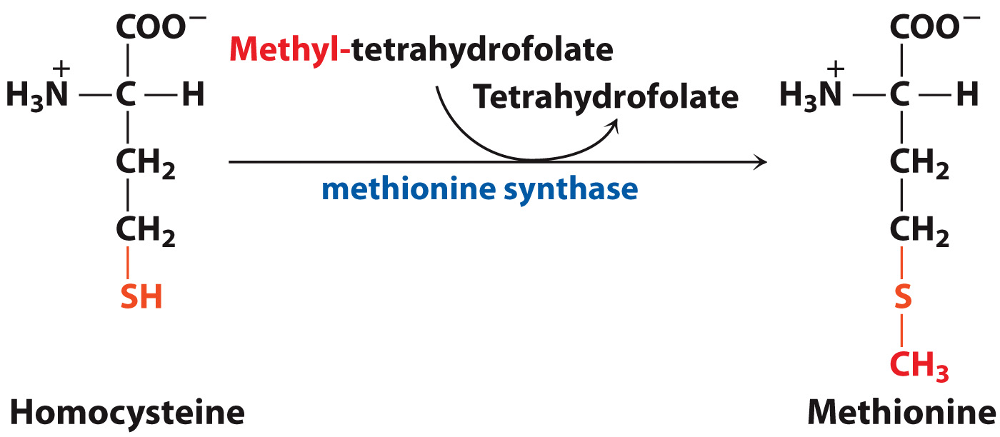 COO⁻
H₃N⁺—C—H
CH₂
CH₂
SH
Homocysteine
Methyl-tetrahydrofolate
Tetrahydrofolate
methionine synthase
COO⁻
H₃N⁺—C—H
CH₂
CH₂
S
CH₃
Methionine